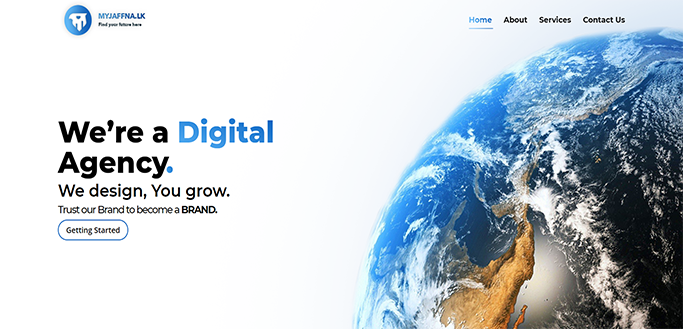 MYJAFFNA.LK
Find your future here
Home About Services Contact Us
We're a Digital
Agency.
We design, You grow.
Trust our Brand to become a BRAND.
Getting Started